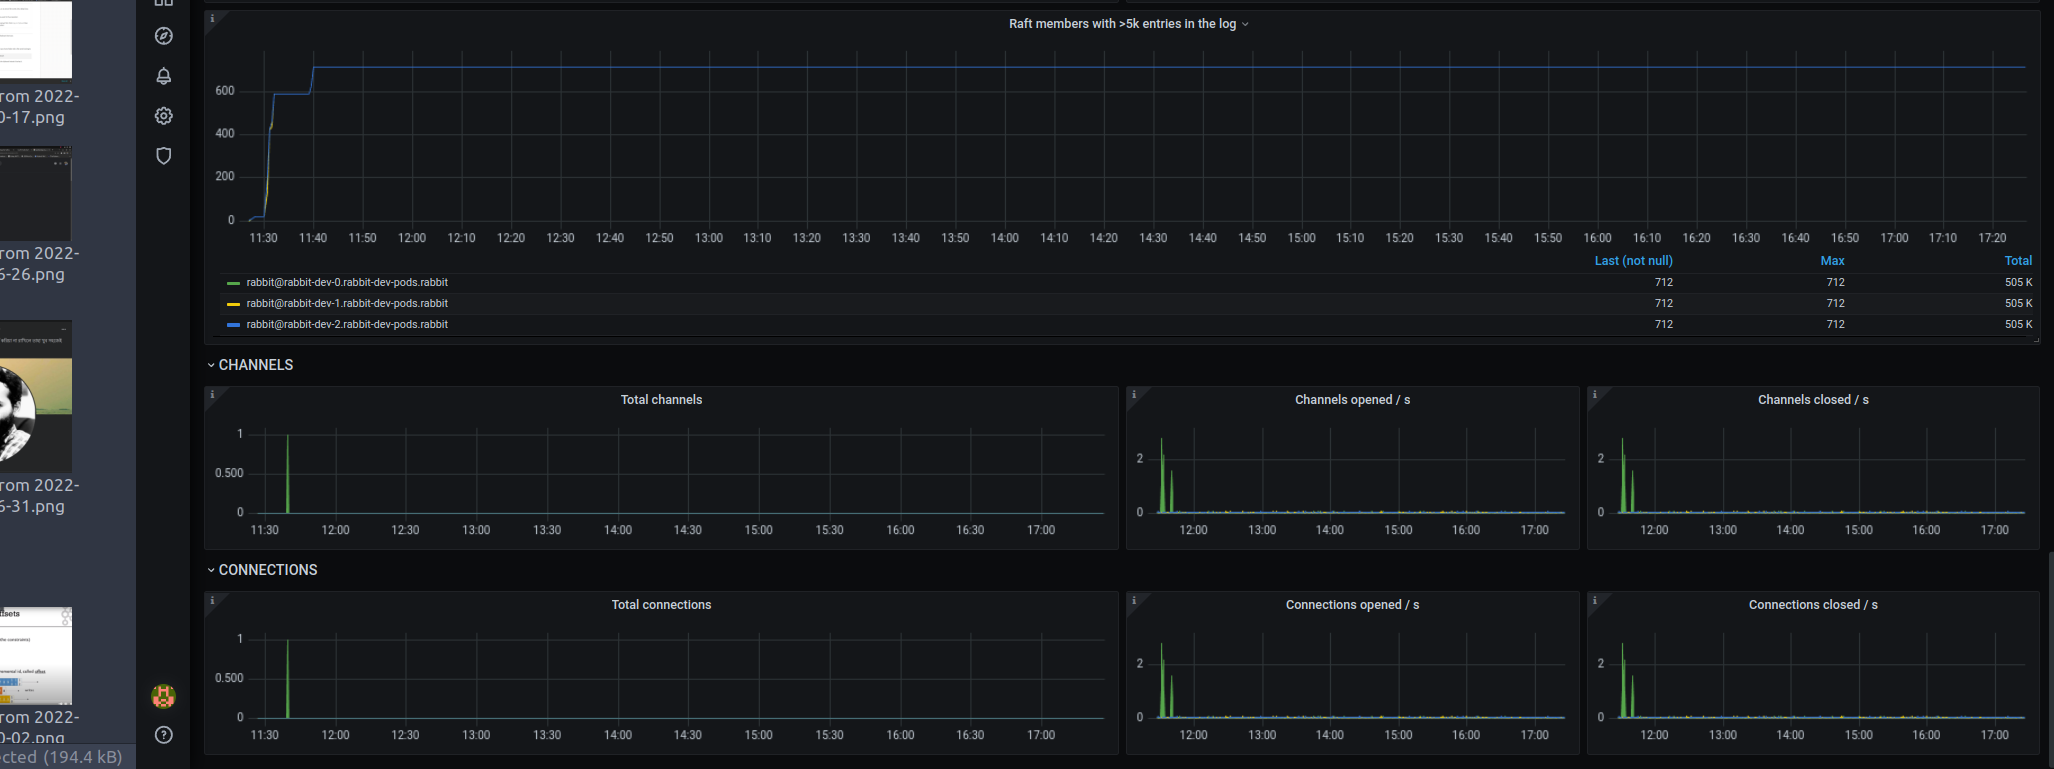 rom 2022-
0-17.png
rom 2022-
6-26.png
rom 2022-
6-31.png
ffsets
rom 2022-
0-02.png
ected (194.4 kB)
Raft members with >5k entries in the log
600
400
200
0
11:30 11:40 11:50 12:00 12:10 12:20 12:30 12:40 12:50 13:00 13:10 13:20 13:30 13:40 13:50 14:00 14:10 14:20 14:30 14:40 14:50 15:00 15:10 15:20 15:30 15:40 15:50 16:00 16:10 16:20 16:30 16:40 16:50 17:00 17:10 17:20
Last (not null) Max Total
rabbit@rabbit-dev-0.rabbit-dev-pods.rabbit 712 712 505 K
rabbit@rabbit-dev-1.rabbit-dev-pods.rabbit 712 712 505 K
rabbit@rabbit-dev-2.rabbit-dev-pods.rabbit 712 712 505 K
CHANNELS
Total channels
1
0.500
0
11:30 12:00 12:30 13:00 13:30 14:00 14:30 15:00 15:30 16:00 16:30 17:00
Channels opened / s
2
0
12:00 13:00 14:00 15:00 16:00 17:00
Channels closed / s
2
0
12:00 13:00 14:00 15:00 16:00 17:00
CONNECTIONS
Total connections
1
0.500
0
11:30 12:00 12:30 13:00 13:30 14:00 14:30 15:00 15:30 16:00 16:30 17:00
Connections opened / s
2
0
12:00 13:00 14:00 15:00 16:00 17:00
Connections closed / s
2
0
12:00 13:00 14:00 15:00 16:00 17:00